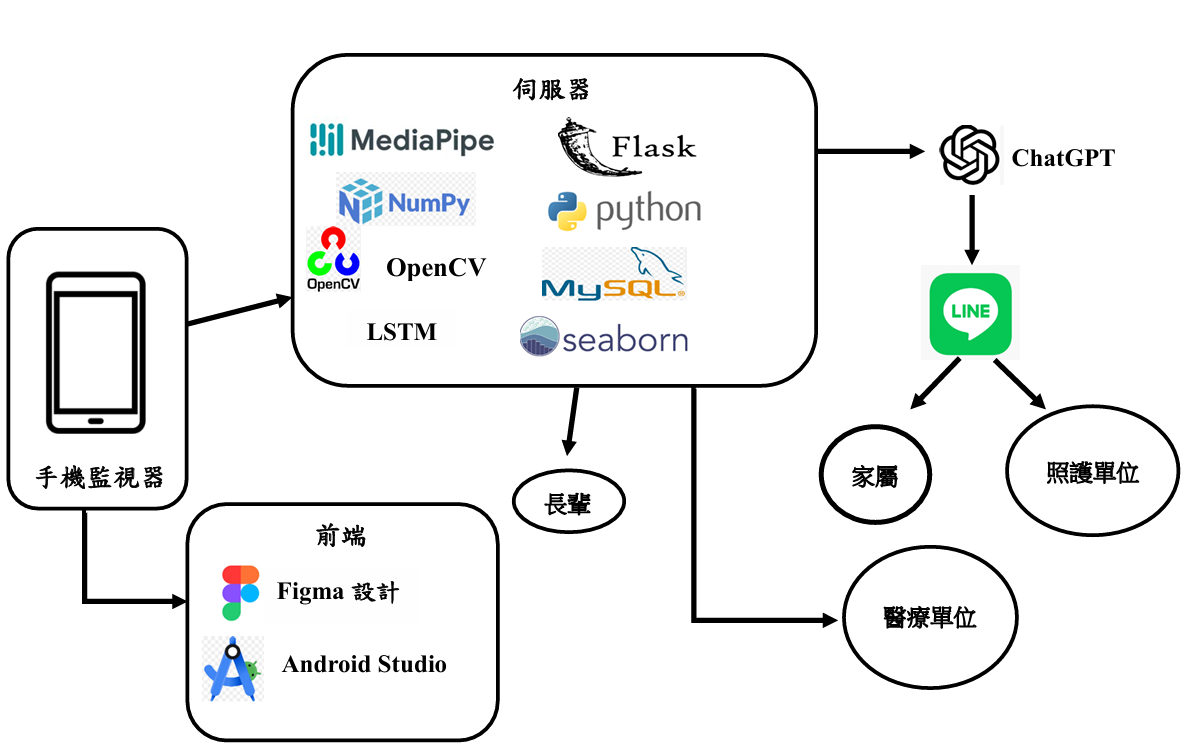 伺服器
MediaPipe
Flask
ChatGPT
NumPy
python
OpenCV
OpenCV
MySQL®
LINE
LSTM
seaborn
手機監視器
長輩
家屬
照護單位
前端
Figma 設計
Android Studio
醫療單位